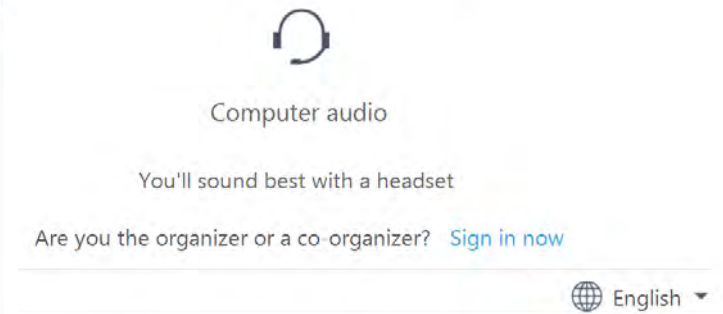 Computer audio
You'll sound best with a headset
Are you the organizer or a co-organizer? Sign in now
English